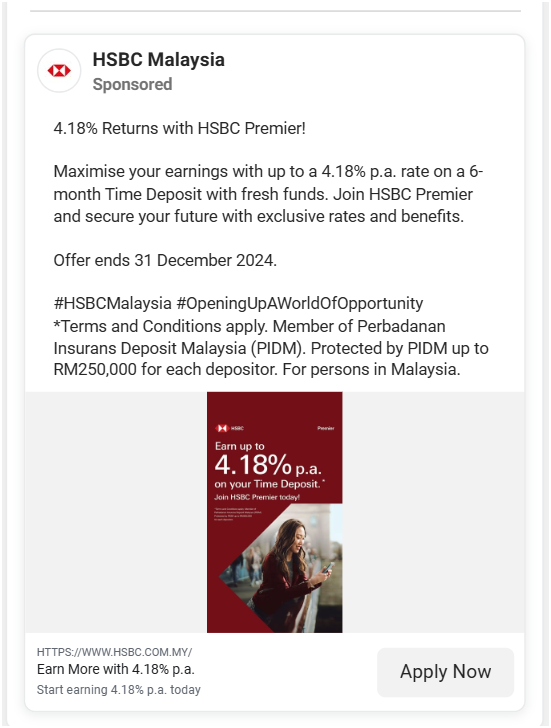 HSBC Malaysia
Sponsored
4.18% Returns with HSBC Premier!
Maximise your earnings with up to a 4.18% p.a. rate on a 6-
month Time Deposit with fresh funds. Join HSBC Premier
and secure your future with exclusive rates and benefits.
Offer ends 31 December 2024.
#HSBCMalaysia #OpeningUpAWorldOfOpportunity
*Terms and Conditions apply. Member of Perbadanan
Insurans Deposit Malaysia (PIDM). Protected by PIDM up to
RM250,000 for each depositor. For persons in Malaysia.
HSBC
Premier
Earn up to
4.18% p.a.
on your Time Deposit.*
Join HSBC Premier today!
HTTPS://WWW.HSBC.COM.MY/
Earn More with 4.18% p.a.
Start earning 4.18% p.a. today
Apply Now